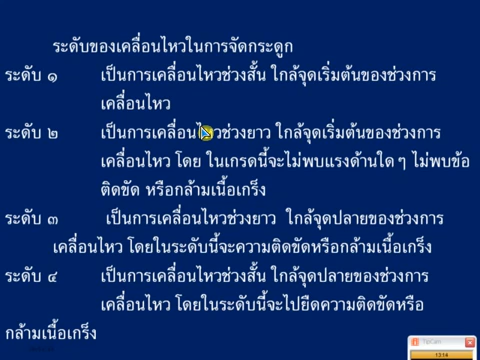 ระดับของเคลื่อนไหวในการจัดกระดูก
ระดับ ๑ เป็นการเคลื่อนไหวช่วงสั้น ใกล้จุดเริ่มต้นของช่วงการ
เคลื่อนไหว
ระดับ ๒ เป็นการเคลื่อนไหวช่วงยาว ใกล้จุดเริ่มต้นของช่วงการ
เคลื่อนไหว โดย ในเกรดนี้จะไม่พบแรงต้านใด ๆ ไม่พบข้อ
ติดขัด หรือกล้ามเนื้อเกร็ง
ระดับ ๓ เป็นการเคลื่อนไหวช่วงยาว ใกล้จุดปลายของช่วงการ
เคลื่อนไหว โดยในระดับนี้จะความติดขัดหรือกล้ามเนื้อเกร็ง
ระดับ ๔ เป็นการเคลื่อนไหวช่วงสั้น ใกล้จุดปลายของช่วงการ
เคลื่อนไหว โดยในระดับนี้จะไปยืดความติดขัดหรือ
กล้ามเนื้อเกร็ง